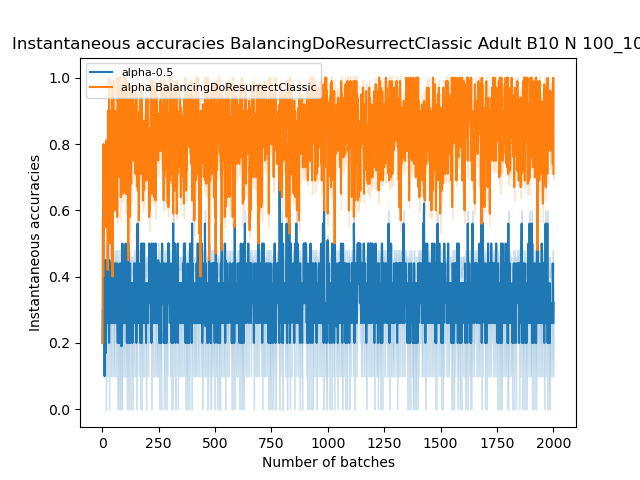 Instantaneous accuracies BalancingDoResurrectClassic Adult B10 N 100_10
alpha-0.5
alpha BalancingDoResurrectClassic
1.0
0.8
0.6
0.4
0.2
0.0
Instantaneous accuracies
0 250 500 750 1000 1250 1500 1750 2000
Number of batches